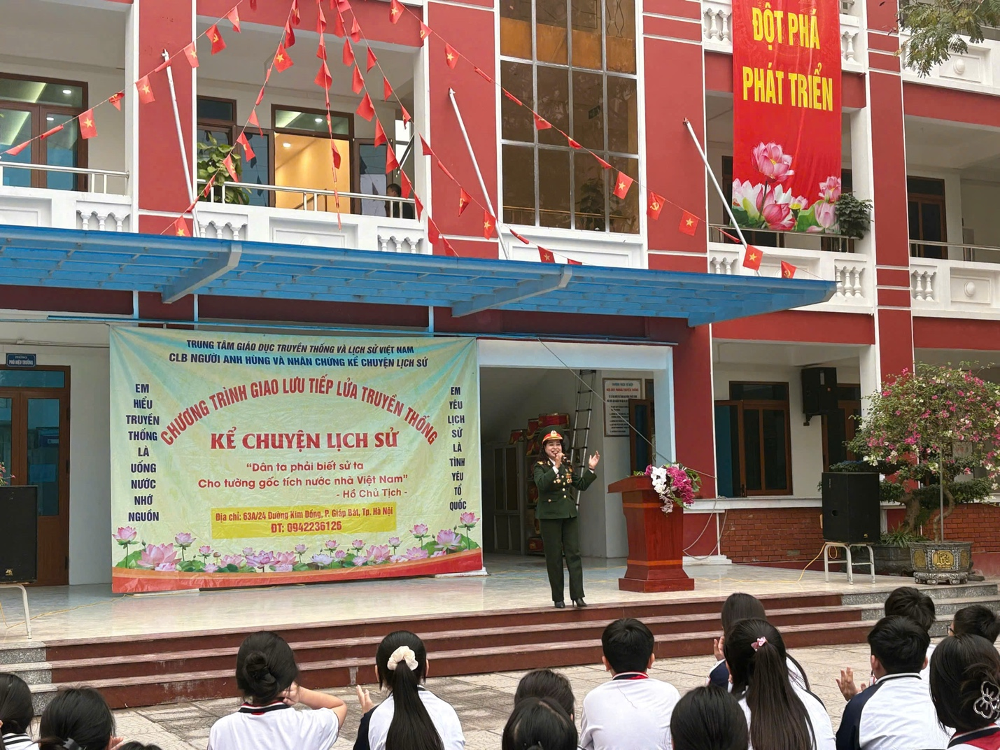 ĐỘT PHÁ
PHÁT TRIỂN
TRUNG TÂM GIÁO DỤC TRUYỀN THỐNG VÀ LỊCH SỬ VIỆT NAM
CLB NGƯỜI ANH HÙNG VÀ NHÂN CHỨNG KỂ CHUYỆN LỊCH SỬ
CHƯƠNG TRÌNH GIAO LƯU TIẾP LỬA TRUYỀN THỐNG
KỂ CHUYỆN LỊCH SỬ
"Dân ta phải biết sử ta
Cho tường gốc tích nước nhà Việt Nam"
- Hồ Chủ Tịch -
Địa chỉ: 63A/24 Đường Kim Đồng, P. Giáp Bát, Tp. Hà Nội
ĐT: 0942236126
EM
HIỂU
TRUYỀN
THỐNG
LÀ
UỐNG
NƯỚC
NHỚ
NGUỒN
EM
YÊU
LỊCH
SỬ
LÀ
TÌNH
YÊU
TỔ
QUỐC
PHÒNG
PHÓ HIỆU TRƯỞNG